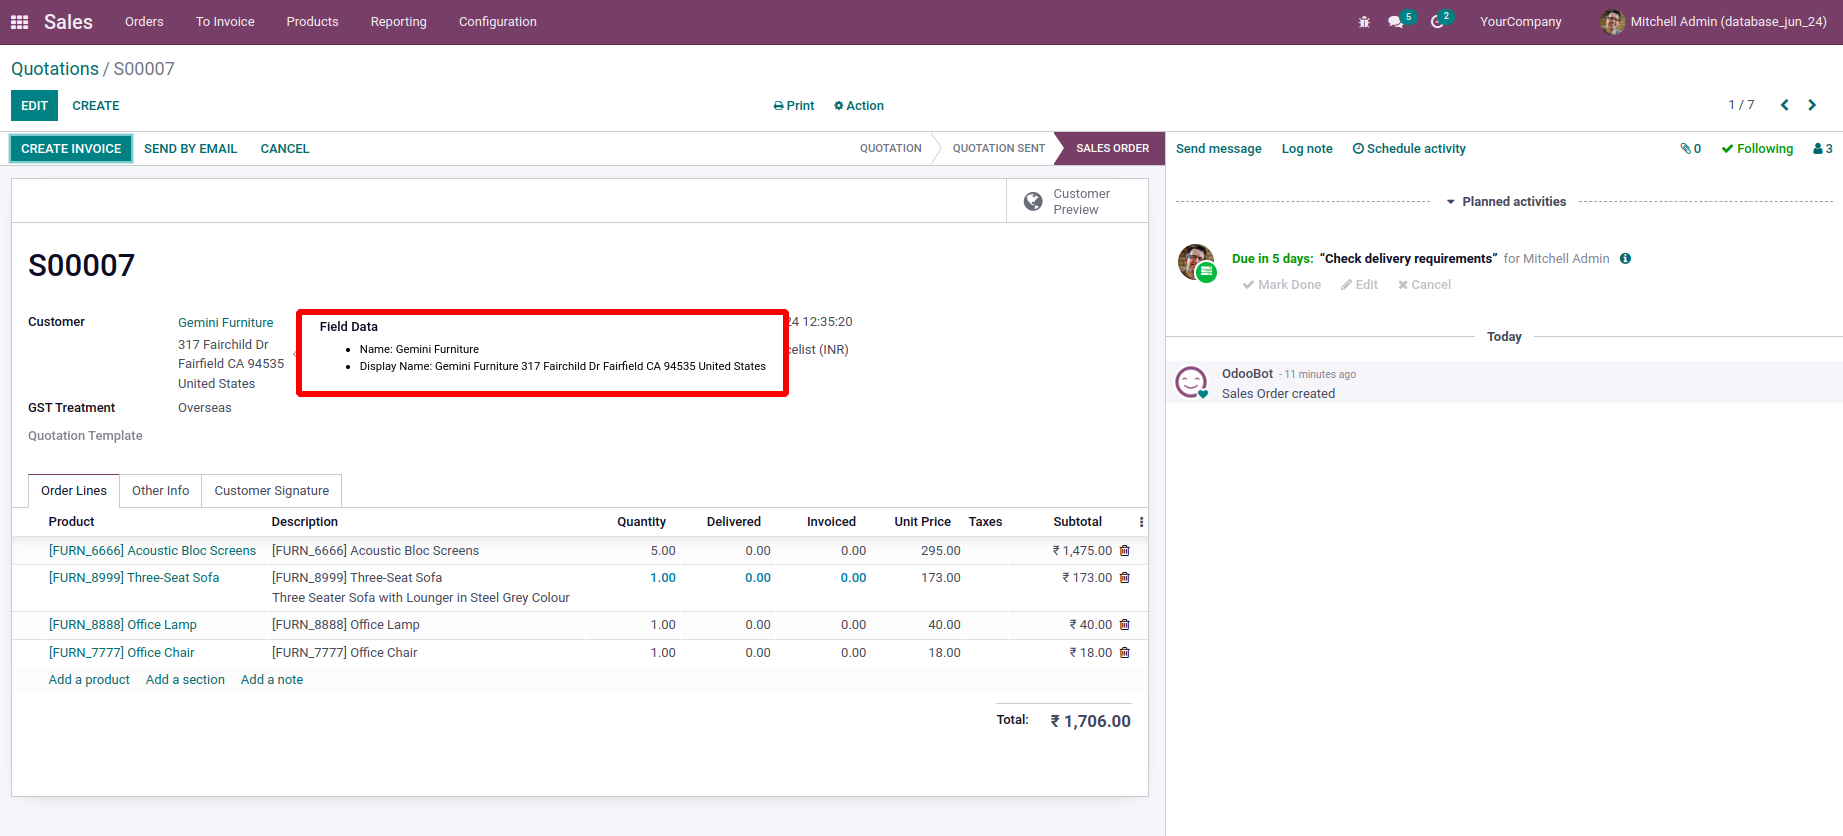 Sales Orders To Invoice Products Reporting Configuration 5 2 YourCompany Mitchell Admin (database_jun_24)
Quotations / S00007
EDIT CREATE Print Action 1 / 7
CREATE INVOICE SEND BY EMAIL CANCEL QUOTATION QUOTATION SENT SALES ORDER
Customer
Preview
S00007
Customer Gemini Furniture
317 Fairchild Dr
Fairfield CA 94535
United States
Field Data
Name: Gemini Furniture
Display Name: Gemini Furniture 317 Fairchild Dr Fairfield CA 94535 United States
24 12:35:20
celist (INR)
GST Treatment Overseas
Quotation Template
Order Lines Other Info Customer Signature
Product Description Quantity Delivered Invoiced Unit Price Taxes Subtotal
[FURN_6666] Acoustic Bloc Screens [FURN_6666] Acoustic Bloc Screens 5.00 0.00 0.00 295.00 ₹ 1,475.00
[FURN_8999] Three-Seat Sofa [FURN_8999] Three-Seat Sofa 1.00 0.00 0.00 173.00 ₹ 173.00
Three Seater Sofa with Lounger in Steel Grey Colour
[FURN_8888] Office Lamp [FURN_8888] Office Lamp 1.00 0.00 0.00 40.00 ₹ 40.00
[FURN_7777] Office Chair [FURN_7777] Office Chair 1.00 0.00 0.00 18.00 ₹ 18.00
Add a product Add a section Add a note
Total: ₹ 1,706.00
Send message Log note Schedule activity 0 Following 3
Planned activities
Due in 5 days: “Check delivery requirements” for Mitchell Admin
Mark Done Edit Cancel
Today
OdooBot - 11 minutes ago
Sales Order created